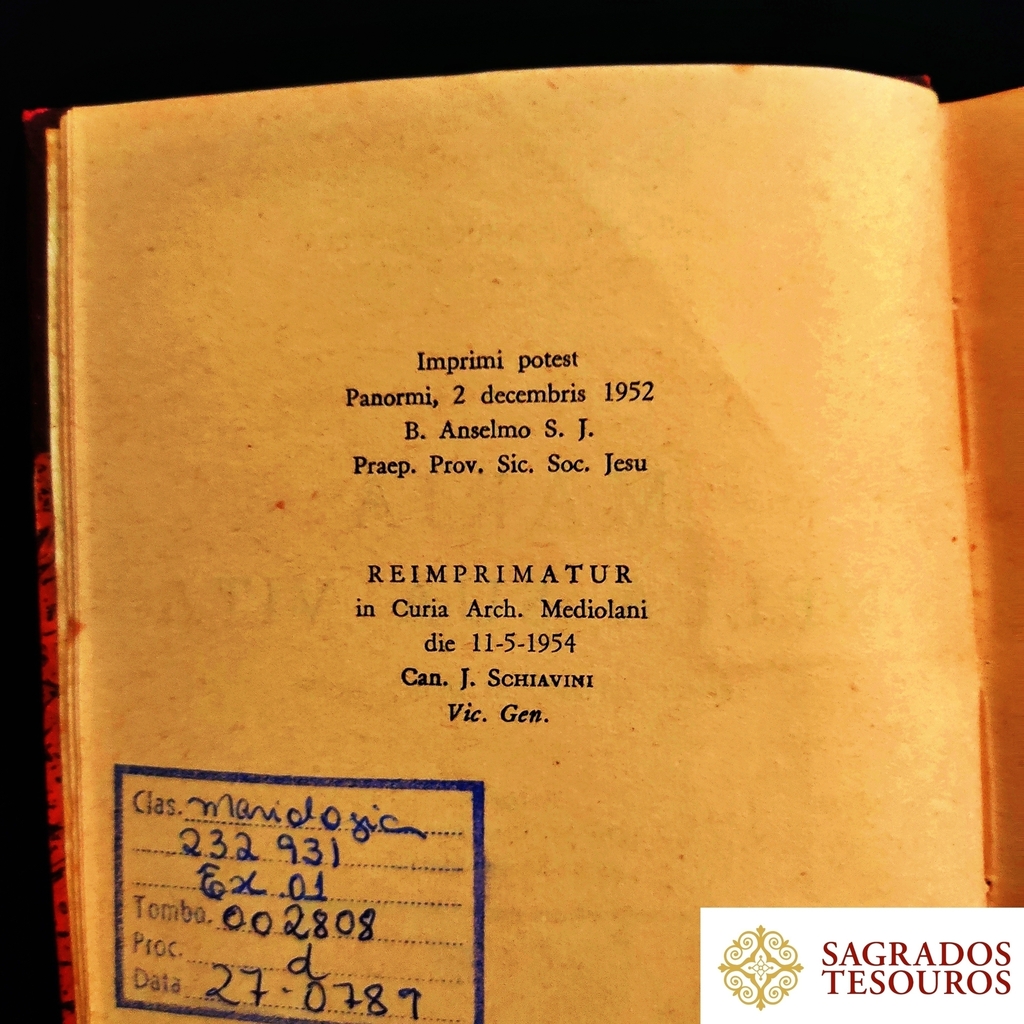 Imprimi potest
Panormi, 2 decembris 1952
B. Anselmo S. J.
Praep. Prov. Sic. Soc. Jesu
REIMPRIMATUR
in Curia Arch. Mediolani
die 11-5-1954
Can. J. SCHIAVINI
Vic. Gen.
Clas. Mariologia
232 931
Ex .01
Tombo. 002808
Proc. d
Data 27-0789
SAGRADOS
TESOUROS